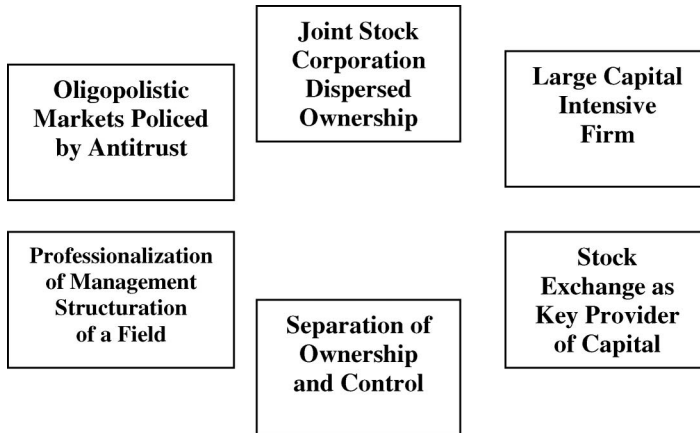 Joint Stock
Corporation
Dispersed
Ownership
Oligopolistic
Markets Policed
by Antitrust
Large Capital
Intensive
Firm
Professionalization
of Management
Structuration
of a Field
Separation of
Ownership
and Control
Stock
Exchange as
Key Provider
of Capital